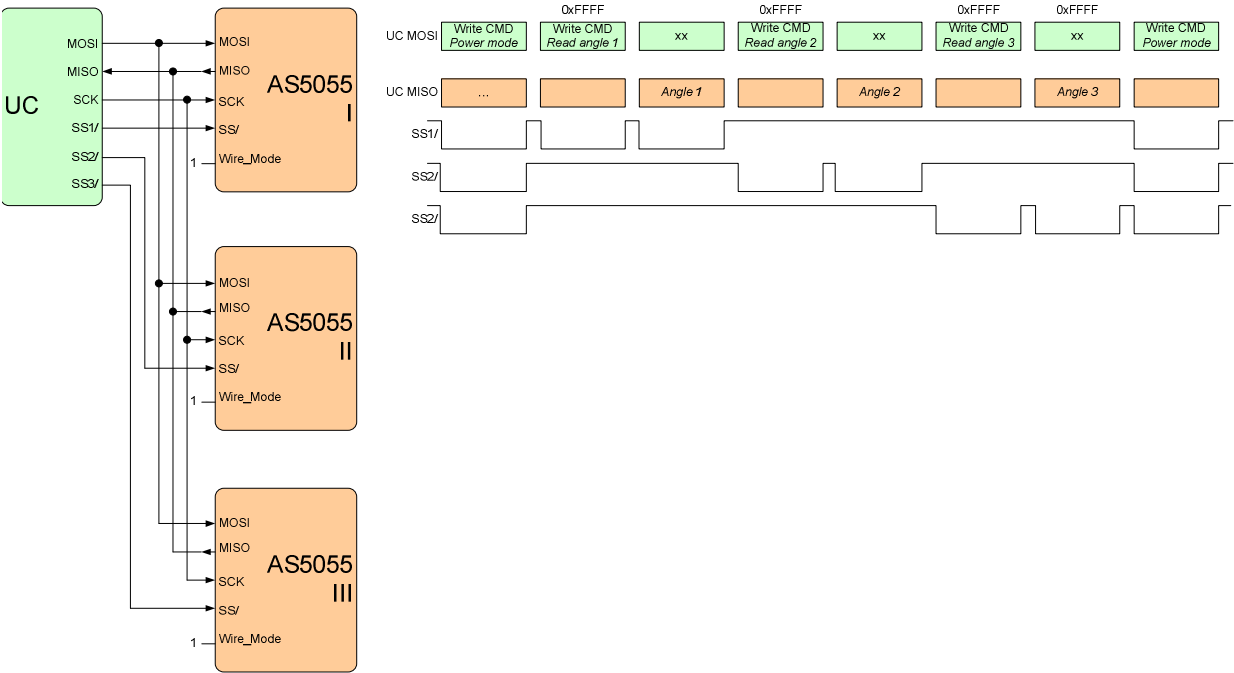 UC
MOSI
MISO
SCK
SS1/
SS2/
SS3/
MOSI
MISO
SCK
SS/
1
Wire_Mode
AS5055
I
MOSI
MISO
SCK
SS/
1
Wire_Mode
AS5055
II
MOSI
MISO
SCK
SS/
1
Wire_Mode
AS5055
III
0xFFFF
0xFFFF
0xFFFF
0xFFFF
UC MOSI
Write CMD
Power mode
Write CMD
Read angle 1
xx
Write CMD
Read angle 2
xx
Write CMD
Read angle 3
xx
Write CMD
Power mode
UC MISO
...
Angle 1
Angle 2
Angle 3
SS1/
SS2/
SS2/